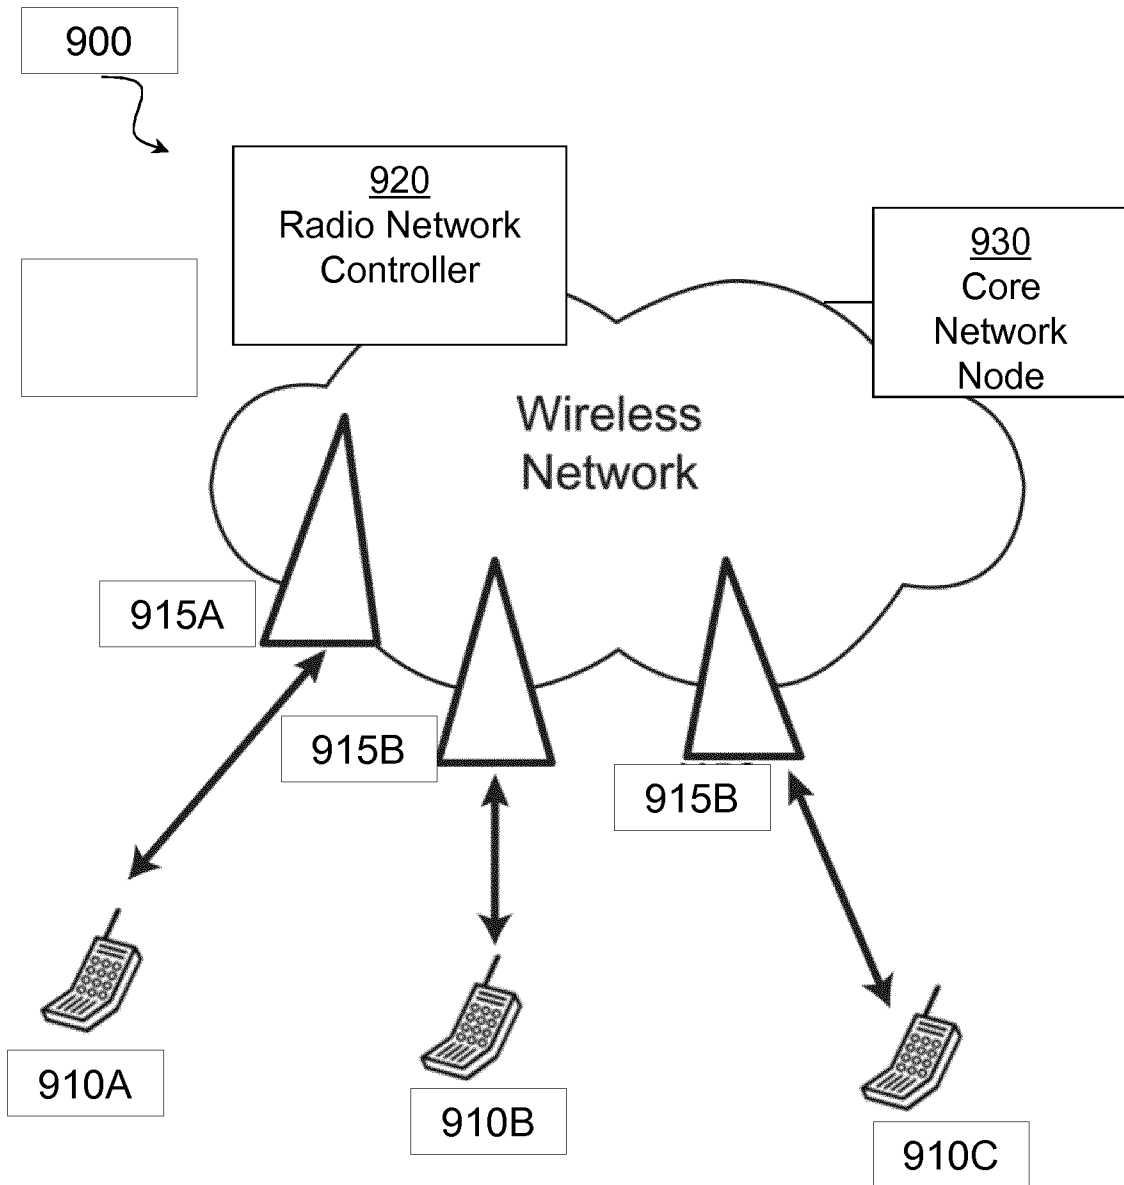 900
920
Radio Network
Controller
930
Core
Network
Node
Wireless
Network
915A
915B
915B
910A
910B
910C